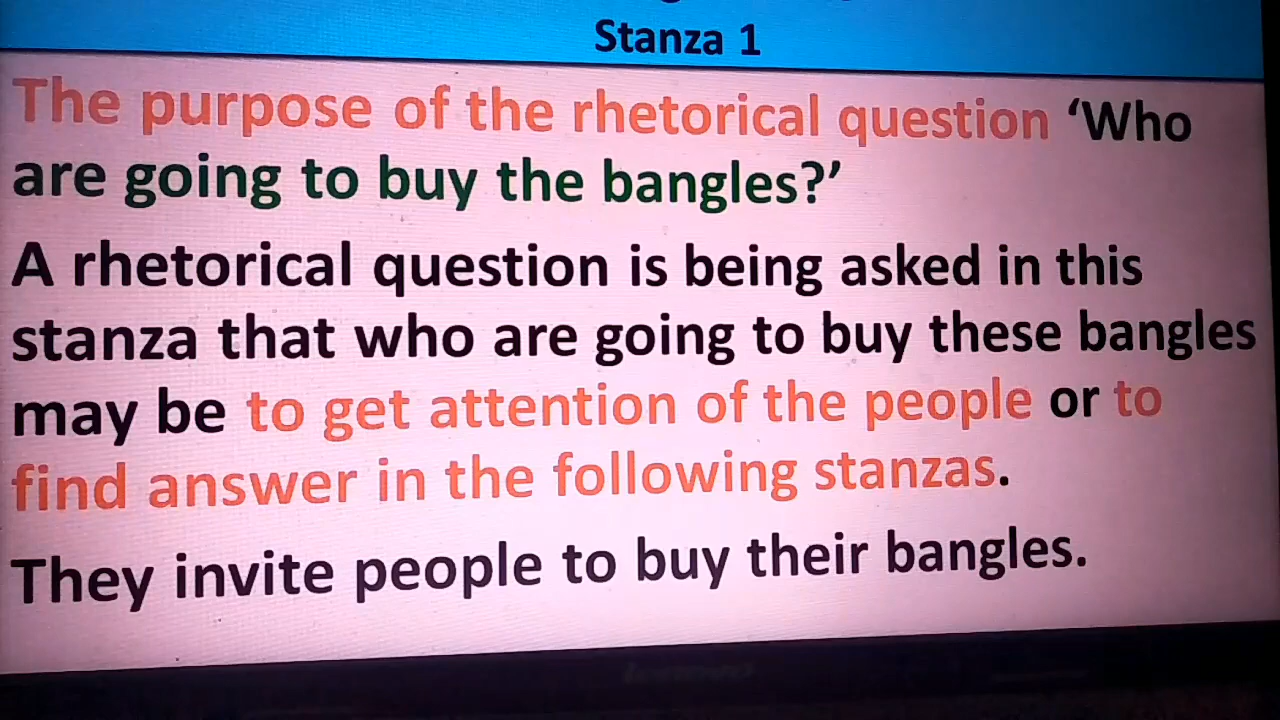 Stanza 1
The purpose of the rhetorical question ‘Who
are going to buy the bangles?’
A rhetorical question is being asked in this
stanza that who are going to buy these bangles
may be to get attention of the people or to
find answer in the following stanzas.
They invite people to buy their bangles.